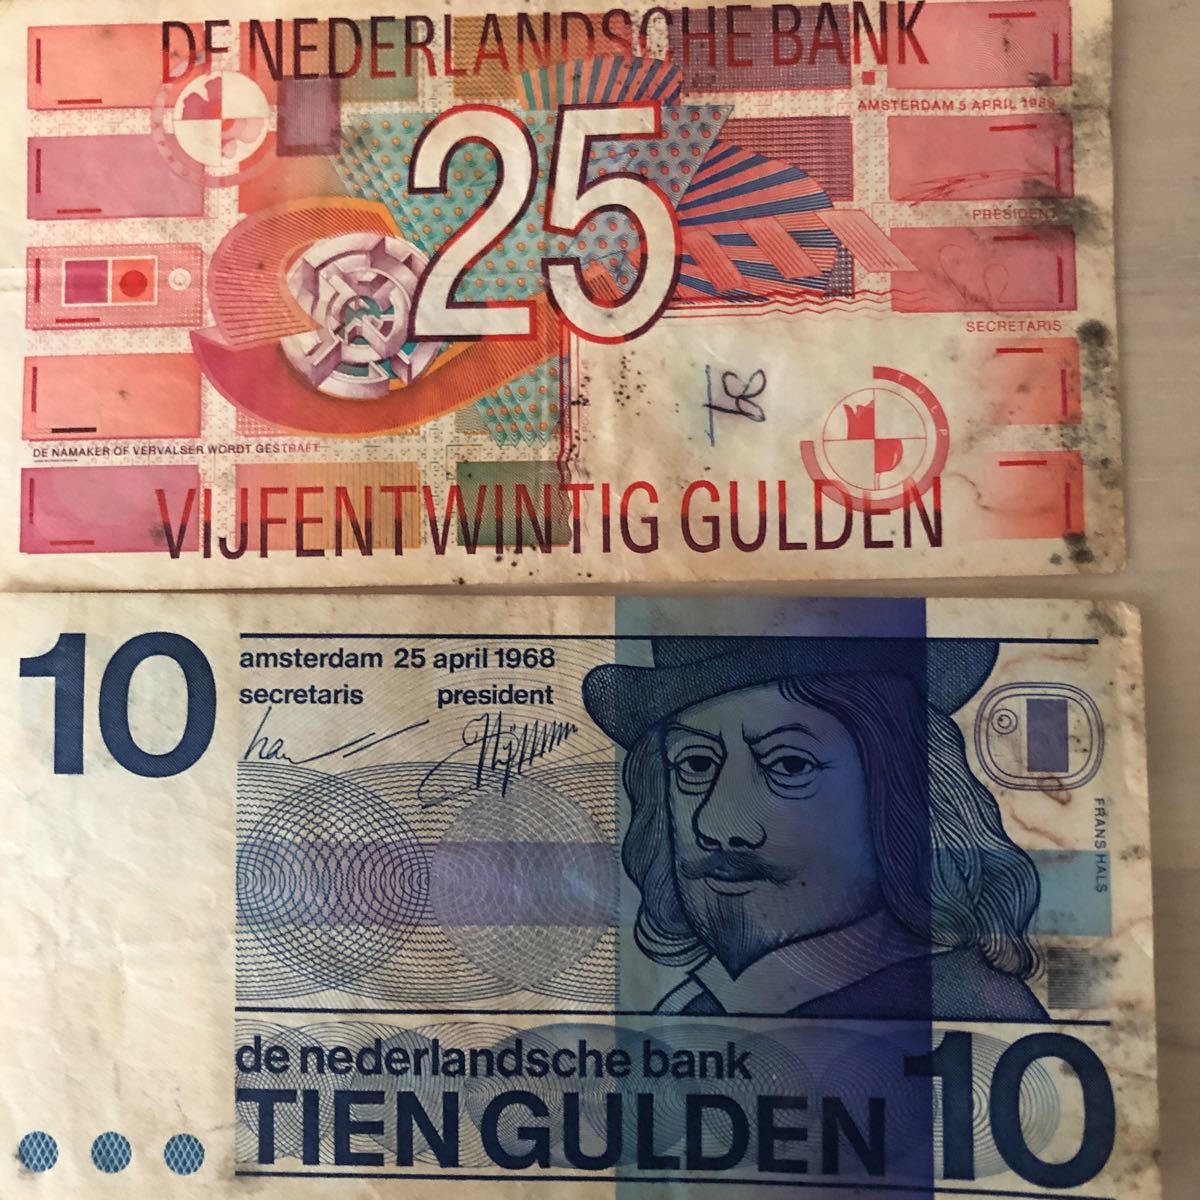 DE NEDERLANDSCHE BANK
25
AMSTERDAM 5 APRIL 1989
PRESIDENT
SECRETARIS
TULP
DE NAMAKER OF VERVALSER WORDT GESTRAFT
VIJFENTWINTIG GULDEN
10
amsterdam 25 april 1968
secretaris president
FRANS HALS
de nederlandsche bank
TIEN GULDEN
10